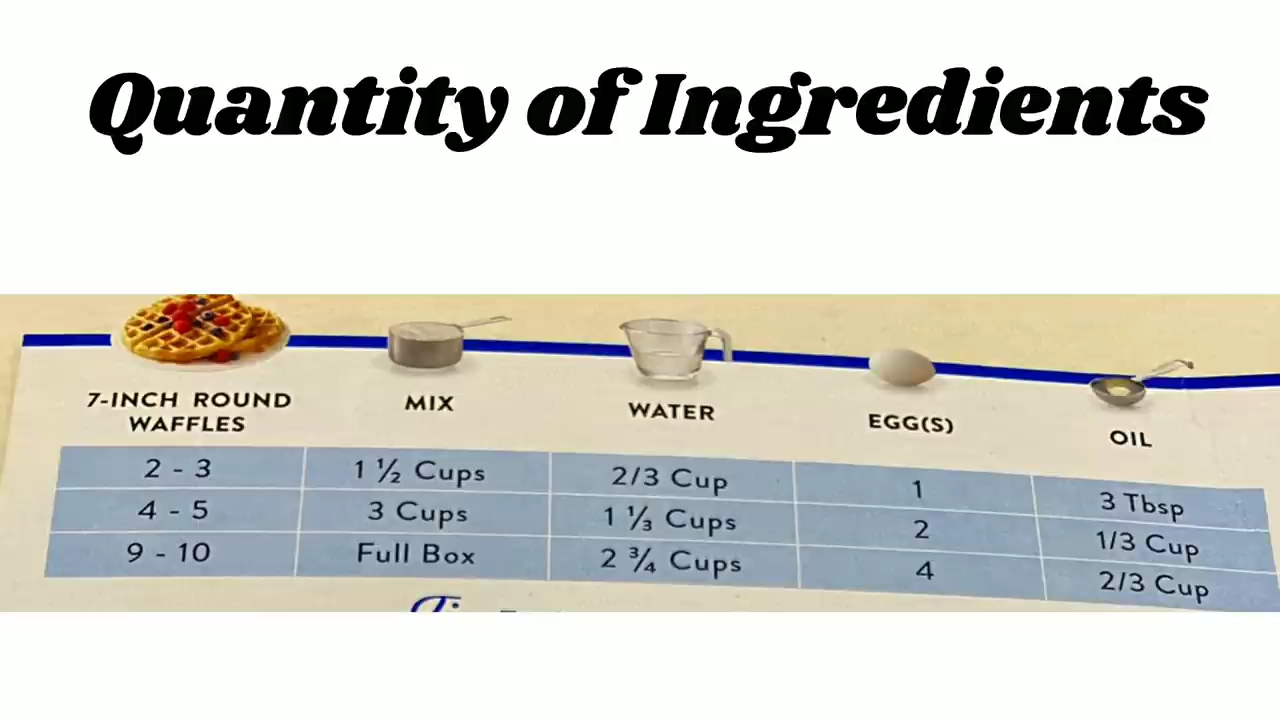 Quantity of Ingredients
7-INCH ROUND WAFFLES MIX WATER EGG(S) OIL
2 - 3 1 ½ Cups 2/3 Cup 1 3 Tbsp
4 - 5 3 Cups 1 ⅓ Cups 2 1/3 Cup
9 - 10 Full Box 2 ¾ Cups 4 2/3 Cup